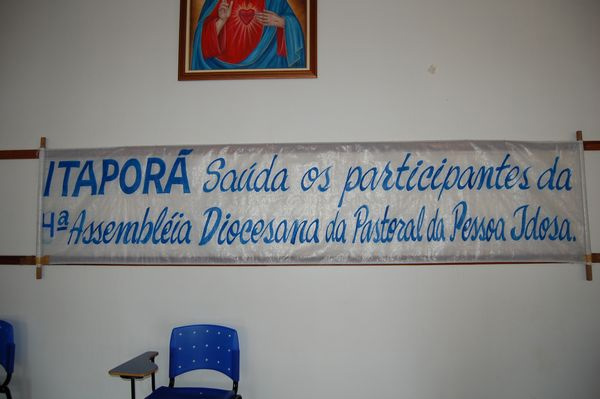 ITAPORÃ Saúda os participantes da
4ª Assembléia Diocesana da Pastoral da Pessoa Idosa.